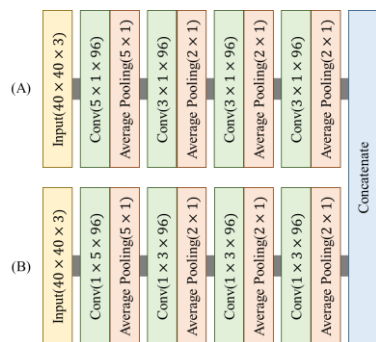 (A)
Input(40 × 40 × 3)
Conv(5 × 1 × 96)
Average Pooling(5 × 1)
Conv(3 × 1 × 96)
Average Pooling(2 × 1)
Conv(3 × 1 × 96)
Average Pooling(2 × 1)
Conv(3 × 1 × 96)
Average Pooling(2 × 1)
Concatenate
(B)
Input(40 × 40 × 3)
Conv(1 × 5 × 96)
Average Pooling(5 × 1)
Conv(1 × 3 × 96)
Average Pooling(2 × 1)
Conv(1 × 3 × 96)
Average Pooling(2 × 1)
Conv(1 × 3 × 96)
Average Pooling(2 × 1)